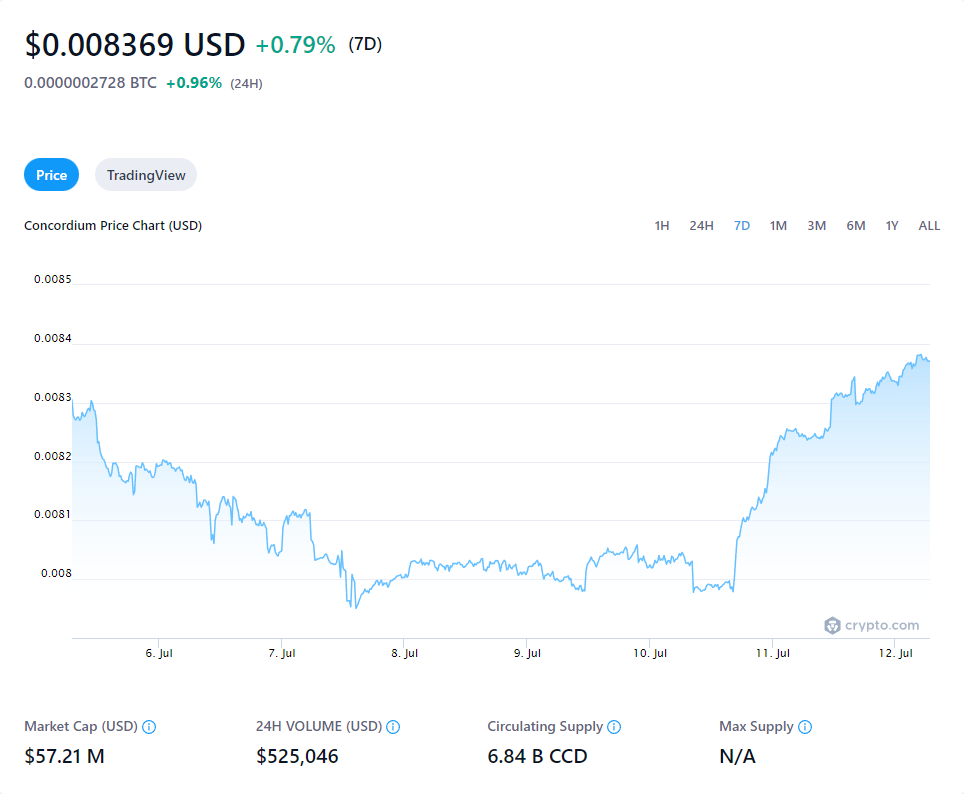 $0.008369 USD +0.79% (7D)
0.0000002728 BTC +0.96% (24H)
Price TradingView
Concordium Price Chart (USD) 1H 24H 7D 1M 3M 6M 1Y ALL
0.0085
0.0084
0.0083
0.0082
0.0081
0.008
crypto.com
6. Jul 7. Jul 8. Jul 9. Jul 10. Jul 11. Jul 12. Jul
Market Cap (USD) 24H VOLUME (USD) Circulating Supply Max Supply
$57.21 M $525,046 6.84 B CCD N/A